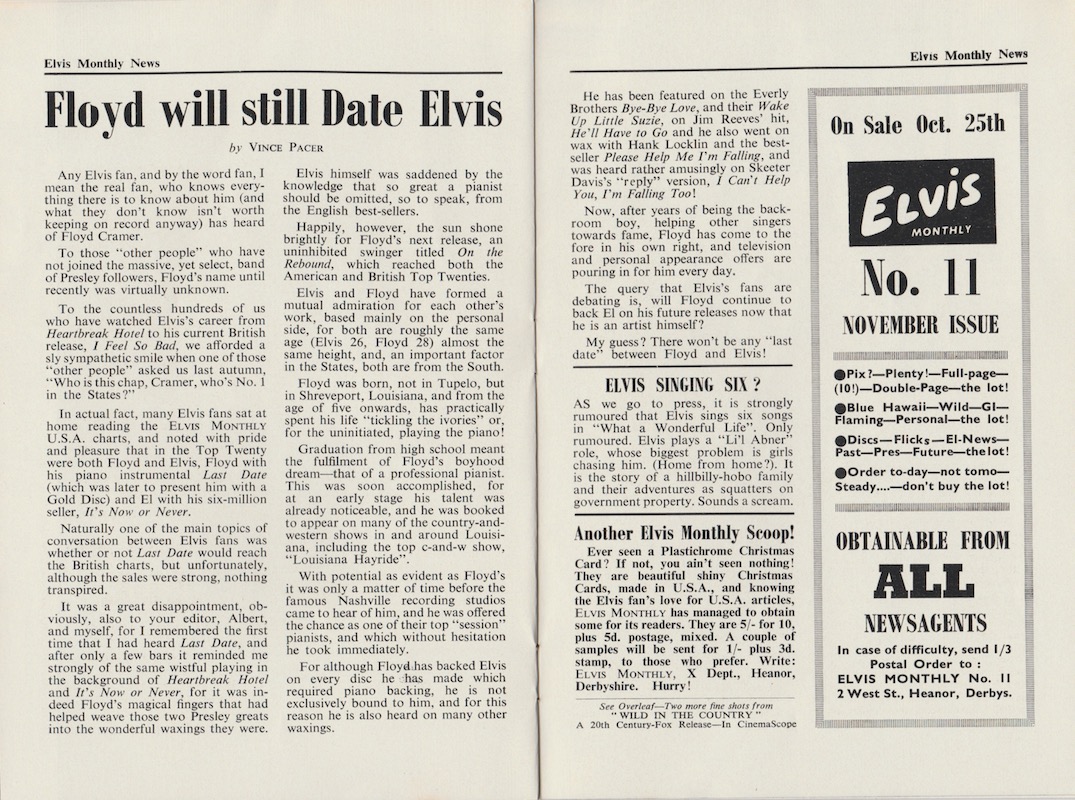 Elvis Monthly News
Floyd will still Date Elvis
by VINCE PACER
Any Elvis fan, and by the word fan, I
mean the real fan, who knows every-
thing there is to know about him (and
what they don't know isn't worth
keeping on record anyway) has heard
of Floyd Cramer.
To those "other people" who have
not joined the massive, yet select, band
of Presley followers, Floyd's name until
recently was virtually unknown.
To the countless hundreds of us
who have watched Elvis's career from
Heartbreak Hotel to his current British
release, I Feel So Bad, we afforded a
sly sympathetic smile when one of those
"other people" asked us last autumn,
"Who is this chap, Cramer, who's No. 1
in the States?"
In actual fact, many Elvis fans sat at
home reading the ELVIS MONTHLY
U.S.A. charts, and noted with pride
and pleasure that in the Top Twenty
were both Floyd and Elvis, Floyd with
his piano instrumental Last Date
(which was later to present him with a
Gold Disc) and El with his six-million
seller, It's Now or Never.
Naturally one of the main topics of
conversation between Elvis fans was
whether or not Last Date would reach
the British charts, but unfortunately,
although the sales were strong, nothing
transpired.
It was a great disappointment, ob-
viously, also to your editor, Albert,
and myself, for I remembered the first
time that I had heard Last Date, and
after only a few bars it reminded me
strongly of the same wistful playing in
the background of Heartbreak Hotel
and It's Now or Never, for it was in-
deed Floyd's magical fingers that had
helped weave those two Presley greats
into the wonderful waxings they were.
Elvis himself was saddened by the
knowledge that so great a pianist
should be omitted, so to speak, from
the English best-sellers.
Happily, however, the sun shone
brightly for Floyd's next release, an
uninhibited swinger titled On the
Rebound, which reached both the
American and British Top Twenties.
Elvis and Floyd have formed a
mutual admiration for each other's
work, based mainly on the personal
side, for both are roughly the same
age (Elvis 26, Floyd 28) almost the
same height, and, an important factor
in the States, both are from the South.
Floyd was born, not in Tupelo, but
in Shreveport, Louisiana, and from the
age of five onwards, has practically
spent his life "tickling the ivories" or,
for the uninitiated, playing the piano!
Graduation from high school meant
the fulfilment of Floyd's boyhood
dream—that of a professional pianist.
This was soon accomplished, for
at an early stage his talent was
already noticeable, and he was booked
to appear on many of the country-and-
western shows in and around Louisi-
ana, including the top c-and-w show,
"Louisiana Hayride".
With potential as evident as Floyd's
it was only a matter of time before the
famous Nashville recording studios
came to hear of him, and he was offered
the chance as one of their top "session"
pianists, and which without hesitation
he took immediately.
For although Floyd has backed Elvis
on every disc he has made which
required piano backing, he is not
exclusively bound to him, and for this
reason he is also heard on many other
waxings.
Elvis Monthly News
He has been featured on the Everly
Brothers Bye-Bye Love, and their Wake
Up Little Suzie, on Jim Reeves' hit,
He'll Have to Go and he also went on
wax with Hank Locklin and the best-
seller Please Help Me I'm Falling, and
was heard rather amusingly on Skeeter
Davis's "reply" version, I Can't Help
You, I'm Falling Too!
Now, after years of being the back-
room boy, helping other singers
towards fame, Floyd has come to the
fore in his own right, and television
and personal appearance offers are
pouring in for him every day.
The query that Elvis's fans are
debating is, will Floyd continue to
back El on his future releases now that
he is an artist himself?
My guess? There won't be any "last
date" between Floyd and Elvis!
ELVIS SINGING SIX?
AS we go to press, it is strongly
rumoured that Elvis sings six songs
in "What a Wonderful Life". Only
rumoured. Elvis plays a "Li'l Abner"
role, whose biggest problem is girls
chasing him. (Home from home?). It
is the story of a hillbilly-hobo family
and their adventures as squatters on
government property. Sounds a scream.
Another Elvis Monthly Scoop!
Ever seen a Plastichrome Christmas
Card? If not, you ain't seen nothing!
They are beautiful shiny Christmas
Cards, made in U.S.A., and knowing
the Elvis fan's love for U.S.A. articles,
ELVIS MONTHLY has managed to obtain
some for its readers. They are 5/- for 10,
plus 5d. postage, mixed. A couple of
samples will be sent for 1/- plus 3d.
stamp, to those who prefer. Write:
ELVIS MONTHLY, X Dept., Heanor,
Derbyshire. Hurry!
See Overleaf—Two more fine shots from
"WILD IN THE COUNTRY"
A 20th Century-Fox Release—In CinemaScope
On Sale Oct. 25th
ELVIS
MONTHLY
No. 11
NOVEMBER ISSUE
●Pix?—Plenty!—Full-page—
(10!)—Double-Page—the lot!
●Blue Hawaii—Wild—GI—
Flaming—Personal—the lot!
●Discs—Flicks—El-News—
Past—Pres—Future—the lot!
●Order to-day—not tomo—
Steady....—don't buy the lot!
OBTAINABLE FROM
ALL
NEWSAGENTS
In case of difficulty, send 1/3
Postal Order to :
ELVIS MONTHLY No. 11
2 West St., Heanor, Derbys.